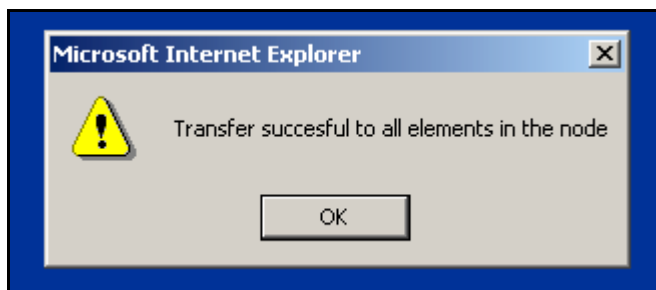 Microsoft Internet Explorer
Transfer succesful to all elements in the node
OK